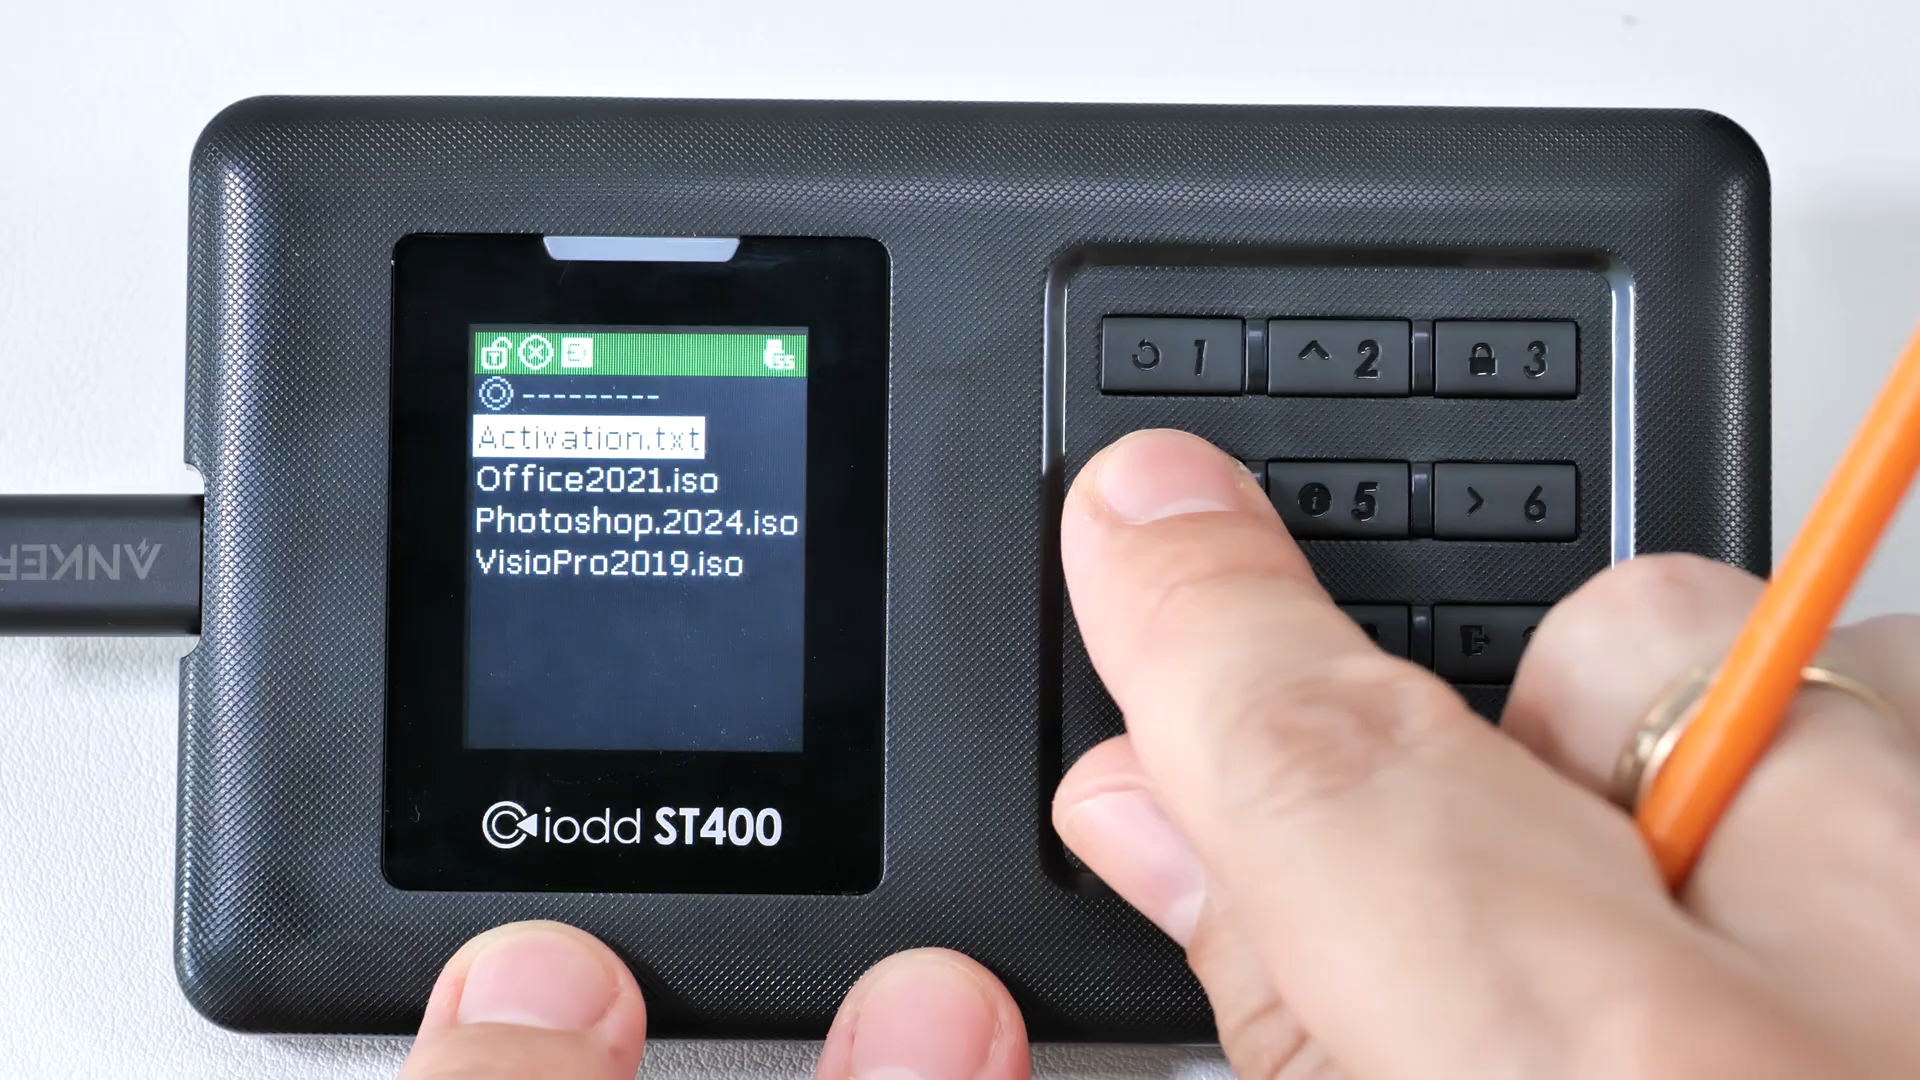 ---------
Activation.txt
Office2021.iso
Photoshop.2024.iso
VisioPro2019.iso
iodd ST400
1
2
3
5
6
ANKER